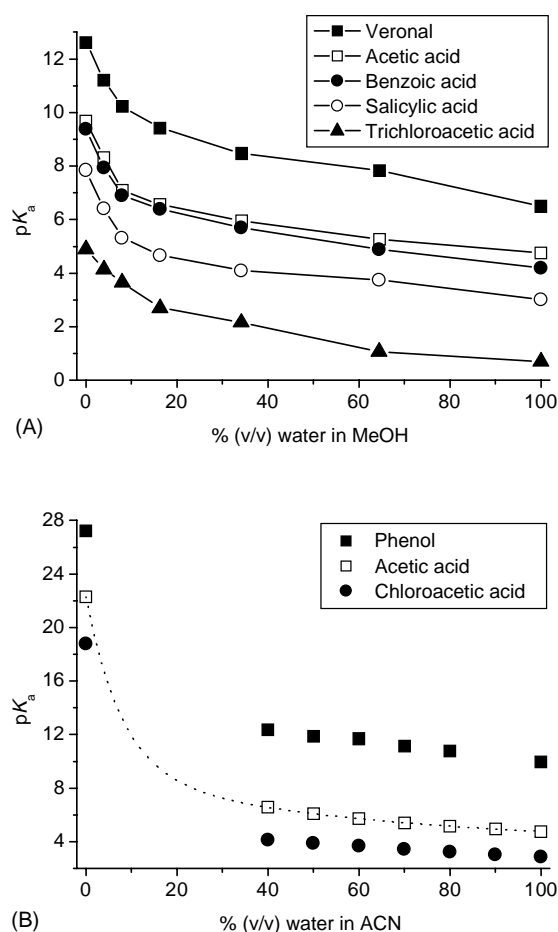 12
10
8
6
4
2
0
pKa
Veronal
Acetic acid
Benzoic acid
Salicylic acid
Trichloroacetic acid
0 20 40 60 80 100
(A)
% (v/v) water in MeOH
28
24
20
16
12
8
4
pKa
Phenol
Acetic acid
Chloroacetic acid
0 20 40 60 80 100
(B)
% (v/v) water in ACN